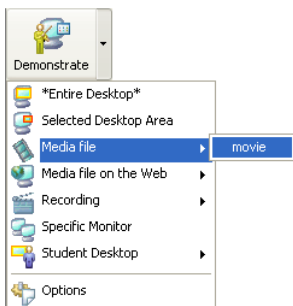 Demonstrate
*Entire Desktop*
Selected Desktop Area
Media file
movie
Media file on the Web
Recording
Specific Monitor
Student Desktop
Options